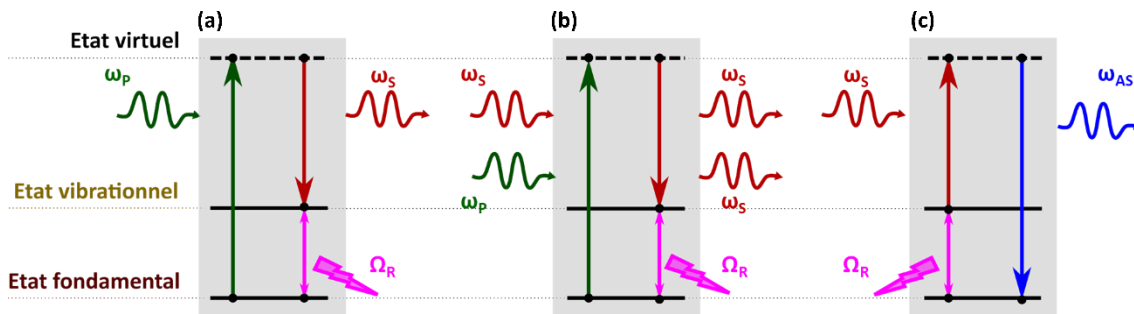 (a) (b) (c)
Etat virtuel
ωP ωS ωS ωS ωS ωAS
Etat vibrationnel
ωP ωS
Etat fondamental
ΩR ΩR ΩR